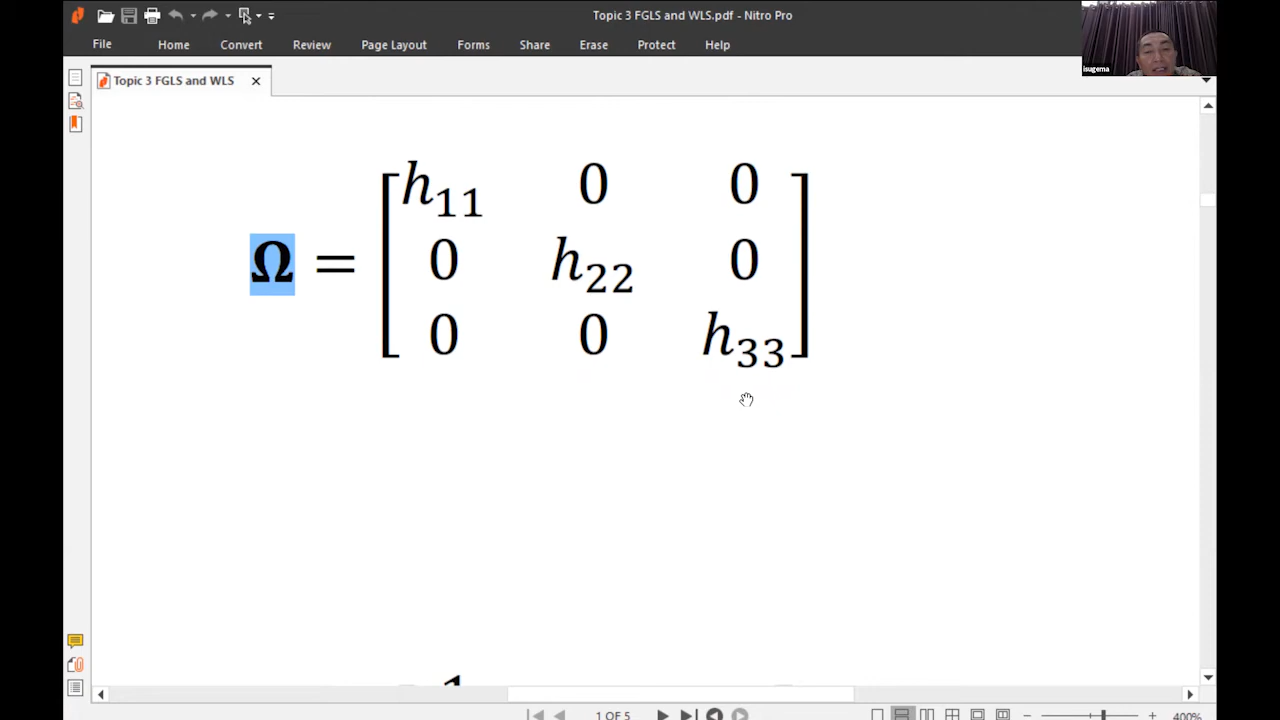 Topic 3 FGLS and WLS.pdf - Nitro Pro
File Home Convert Review Page Layout Forms Share Erase Protect Help
isugema
Topic 3 FGLS and WLS
Ω = [h₁₁ 0 0
0 h₂₂ 0
0 0 h₃₃]
1 OF 5
400%